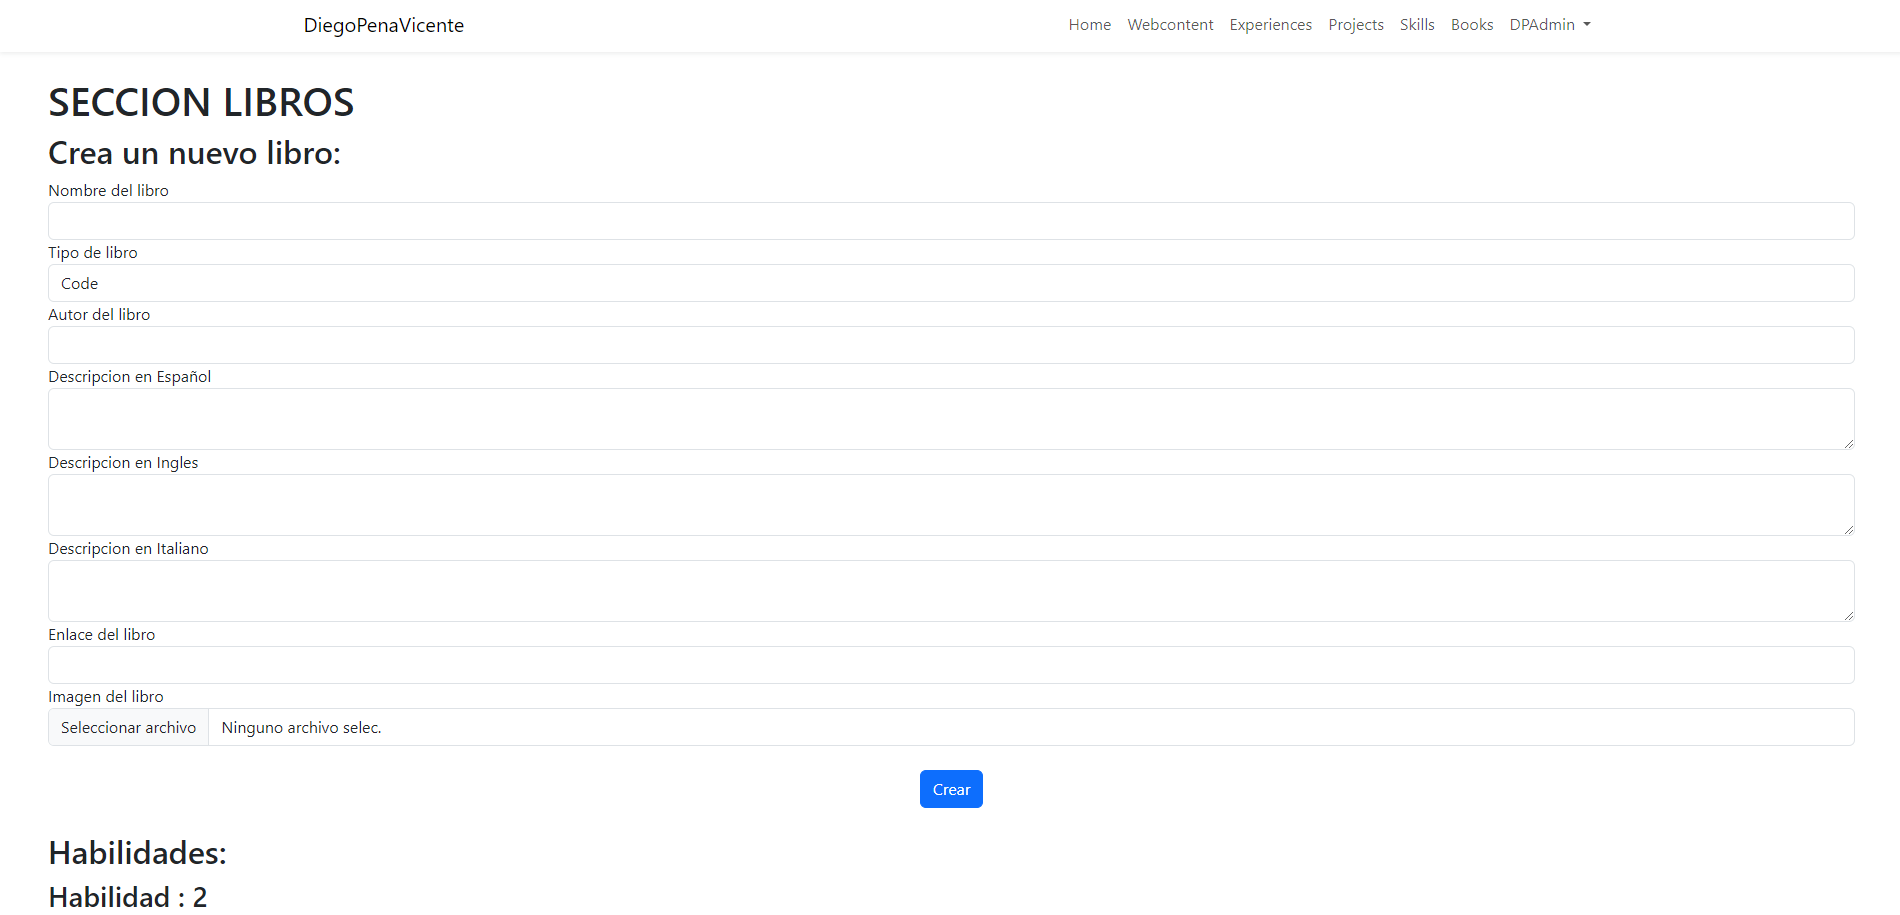 DiegoPenaVicente Home Webcontent Experiences Projects Skills Books DPAdmin
SECCION LIBROS
Crea un nuevo libro:
Nombre del libro
Tipo de libro
Code
Autor del libro
Descripcion en Español
Descripcion en Ingles
Descripcion en Italiano
Enlace del libro
Imagen del libro
Seleccionar archivo Ninguno archivo selec.
Crear
Habilidades:
Habilidad : 2